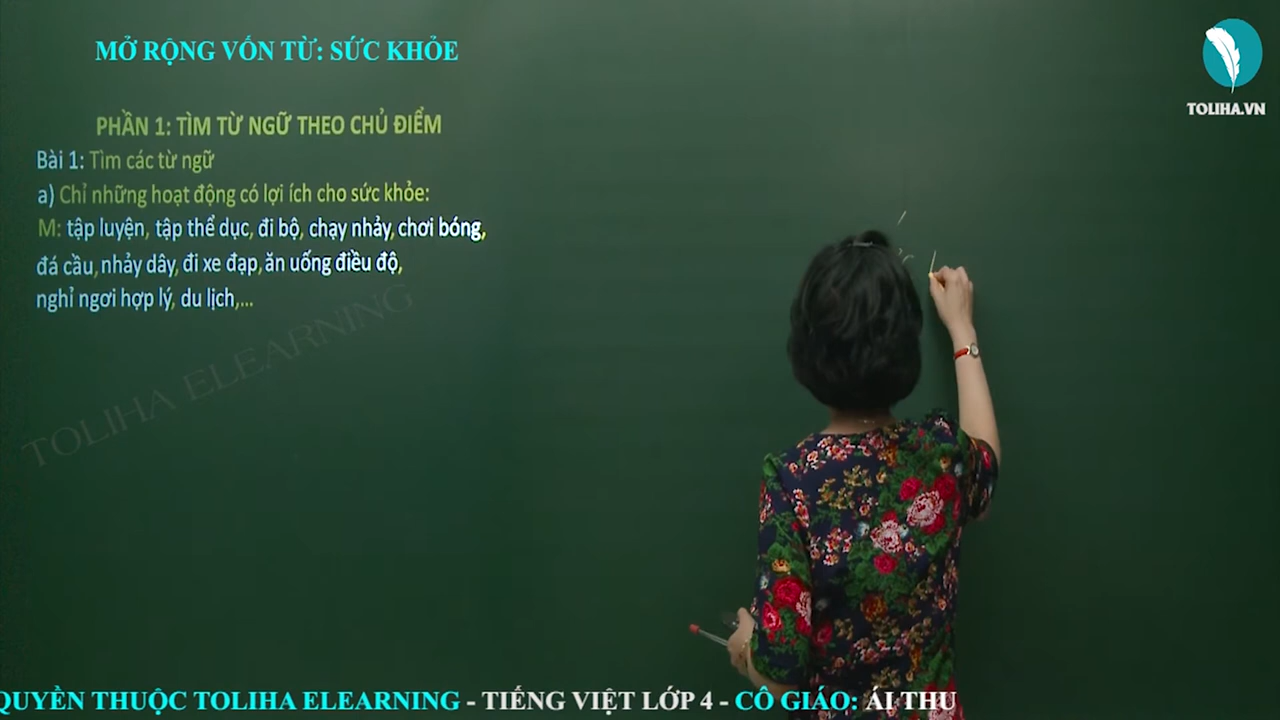 MỞ RỘNG VỐN TỪ: SỨC KHỎE
TOLIHA.VN
PHẦN 1: TÌM TỪ NGỮ THEO CHỦ ĐIỂM
Bài 1: Tìm các từ ngữ
a) Chỉ những hoạt động có lợi ích cho sức khỏe:
M: tập luyện, tập thể dục, đi bộ, chạy nhảy, chơi bóng,
đá cầu, nhảy dây, đi xe đạp, ăn uống điều độ,
nghỉ ngơi hợp lý, du lịch,...
TOLIHA ELEARNING
QUYỀN THUỘC TOLIHA ELEARNING - TIẾNG VIỆT LỚP 4 - CÔ GIÁO: ÁI THU